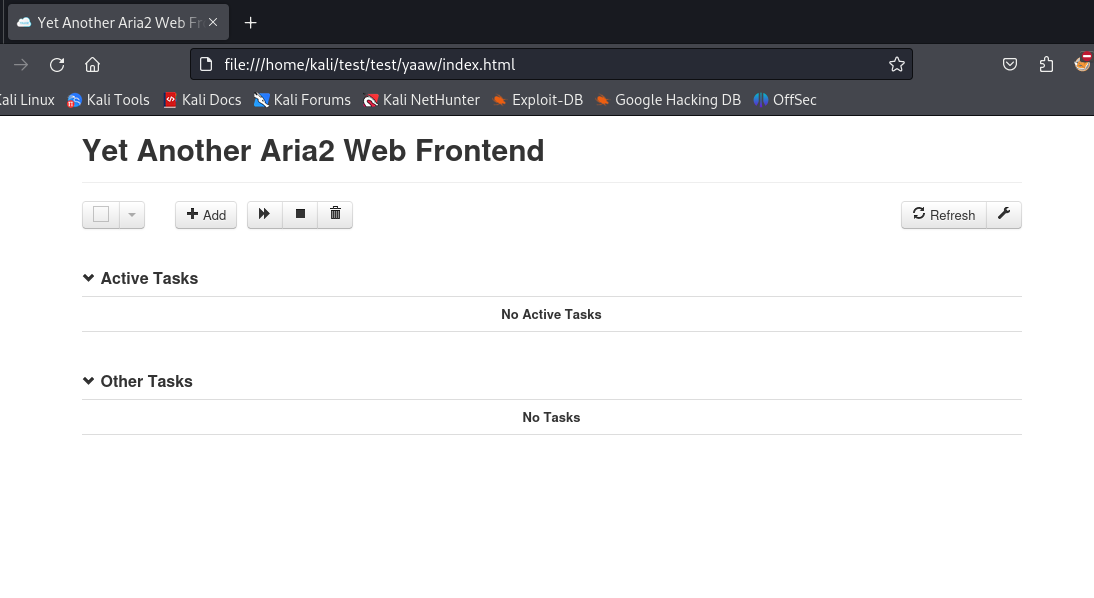 Yet Another Aria2 Web Fr
file:///home/kali/test/test/yaaw/index.html
Kali Linux Kali Tools Kali Docs Kali Forums Kali NetHunter Exploit-DB Google Hacking DB OffSec
Yet Another Aria2 Web Frontend
Add Refresh
Active Tasks
No Active Tasks
Other Tasks
No Tasks